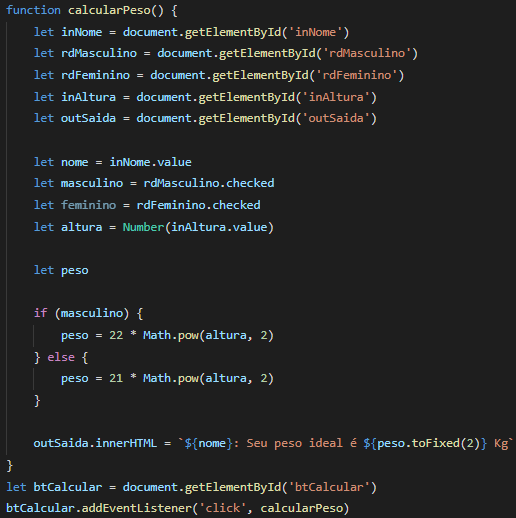 function calcularPeso() {
    let inNome = document.getElementById('inNome')
    let rdMasculino = document.getElementById('rdMasculino')
    let rdFeminino = document.getElementById('rdFeminino')
    let inAltura = document.getElementById('inAltura')
    let outSaida = document.getElementById('outSaida')

    let nome = inNome.value
    let masculino = rdMasculino.checked
    let feminino = rdFeminino.checked
    let altura = Number(inAltura.value)

    let peso

    if (masculino) {
        peso = 22 * Math.pow(altura, 2)
    } else {
        peso = 21 * Math.pow(altura, 2)
    }

    outSaida.innerHTML = `${nome}: Seu peso ideal é ${peso.toFixed(2)} Kg`
}
let btCalcular = document.getElementById('btCalcular')
btCalcular.addEventListener('click', calcularPeso)